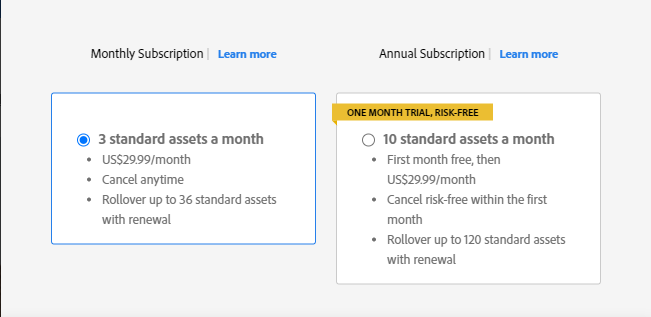 Monthly Subscription | Learn more
Annual Subscription | Learn more
3 standard assets a month
US$29.99/month
Cancel anytime
Rollover up to 36 standard assets
with renewal
ONE MONTH TRIAL, RISK-FREE
10 standard assets a month
First month free, then
US$29.99/month
Cancel risk-free within the first
month
Rollover up to 120 standard assets
with renewal